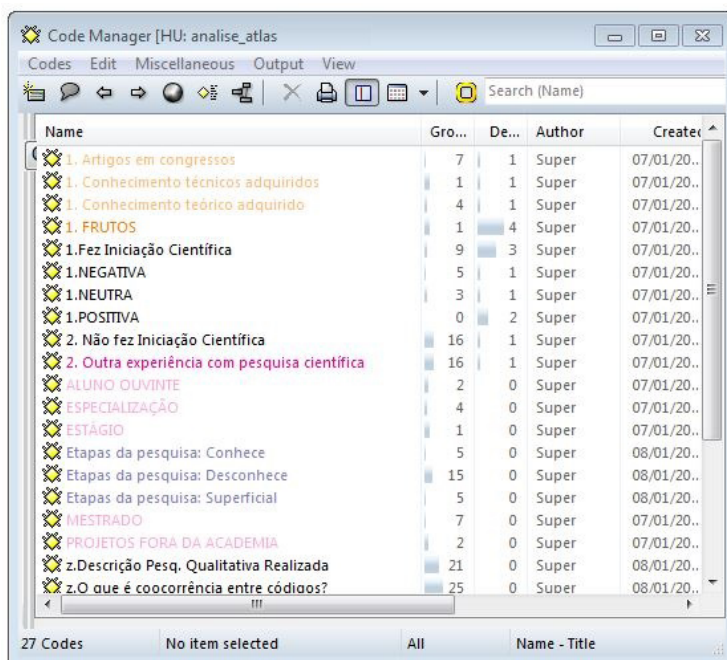 Code Manager [HU: analise_atlas
Codes Edit Miscellaneous Output View
Search (Name)
Name Gro... De... Author Created
1. Artigos em congressos 7 1 Super 07/01/20..
1. Conhecimento técnicos adquiridos 1 1 Super 07/01/20..
1. Conhecimento teórico adquirido 4 1 Super 07/01/20..
1. FRUTOS 1 4 Super 07/01/20..
1.Fez Iniciação Científica 9 3 Super 07/01/20..
1.NEGATIVA 5 1 Super 07/01/20..
1.NEUTRA 3 1 Super 07/01/20..
1.POSITIVA 0 2 Super 07/01/20..
2. Não fez Iniciação Científica 16 1 Super 07/01/20..
2. Outra experiência com pesquisa científica 16 1 Super 07/01/20..
ALUNO OUVINTE 2 0 Super 07/01/20..
ESPECIALIZAÇÃO 4 0 Super 07/01/20..
ESTÁGIO 1 0 Super 07/01/20..
Etapas da pesquisa: Conhece 5 0 Super 08/01/20..
Etapas da pesquisa: Desconhece 15 0 Super 08/01/20..
Etapas da pesquisa: Superficial 5 0 Super 08/01/20..
MESTRADO 7 0 Super 07/01/20..
PROJETOS FORA DA ACADEMIA 2 0 Super 07/01/20..
z.Descrição Pesq. Qualitativa Realizada 21 0 Super 08/01/20..
z.O que é coocorrência entre códigos? 25 0 Super 08/01/20..
27 Codes No item selected All Name - Title